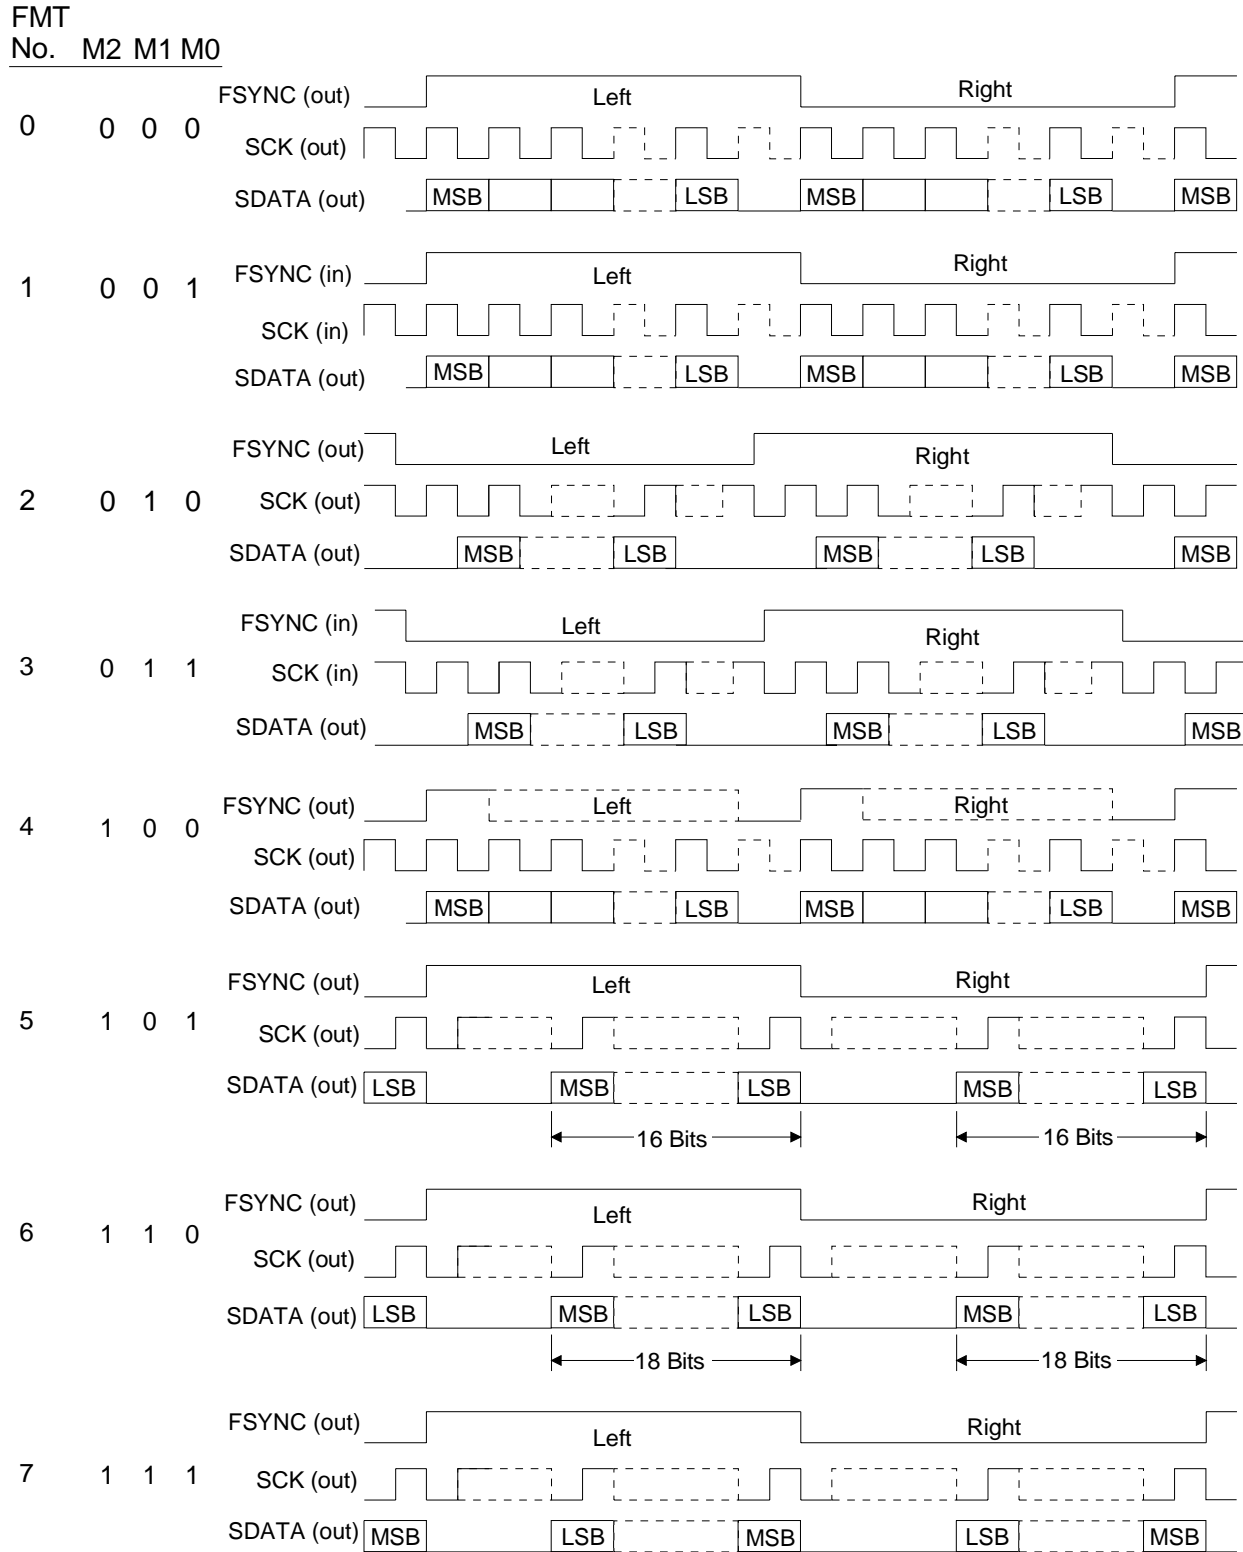 FMT
No. M2 M1 M0
FSYNC (out) Left Right
0 0 0 0
SCK (out)
SDATA (out) MSB LSB MSB LSB MSB
FSYNC (in) Left Right
1 0 0 1
SCK (in)
SDATA (out) MSB LSB MSB LSB MSB
FSYNC (out) Left Right
2 0 1 0 SCK (out)
SDATA (out) MSB LSB MSB LSB MSB
FSYNC (in) Left Right
3 0 1 1 SCK (in)
SDATA (out) MSB LSB MSB LSB MSB
FSYNC (out) Left Right
4 1 0 0
SCK (out)
SDATA (out) MSB LSB MSB LSB MSB
FSYNC (out) Left Right
5 1 0 1 SCK (out)
SDATA (out) LSB MSB LSB MSB LSB
16 Bits 16 Bits
FSYNC (out) Left Right
6 1 1 0
SCK (out)
SDATA (out) LSB MSB LSB MSB LSB
18 Bits 18 Bits
FSYNC (out) Left Right
7 1 1 1 SCK (out)
SDATA (out) MSB LSB MSB LSB MSB